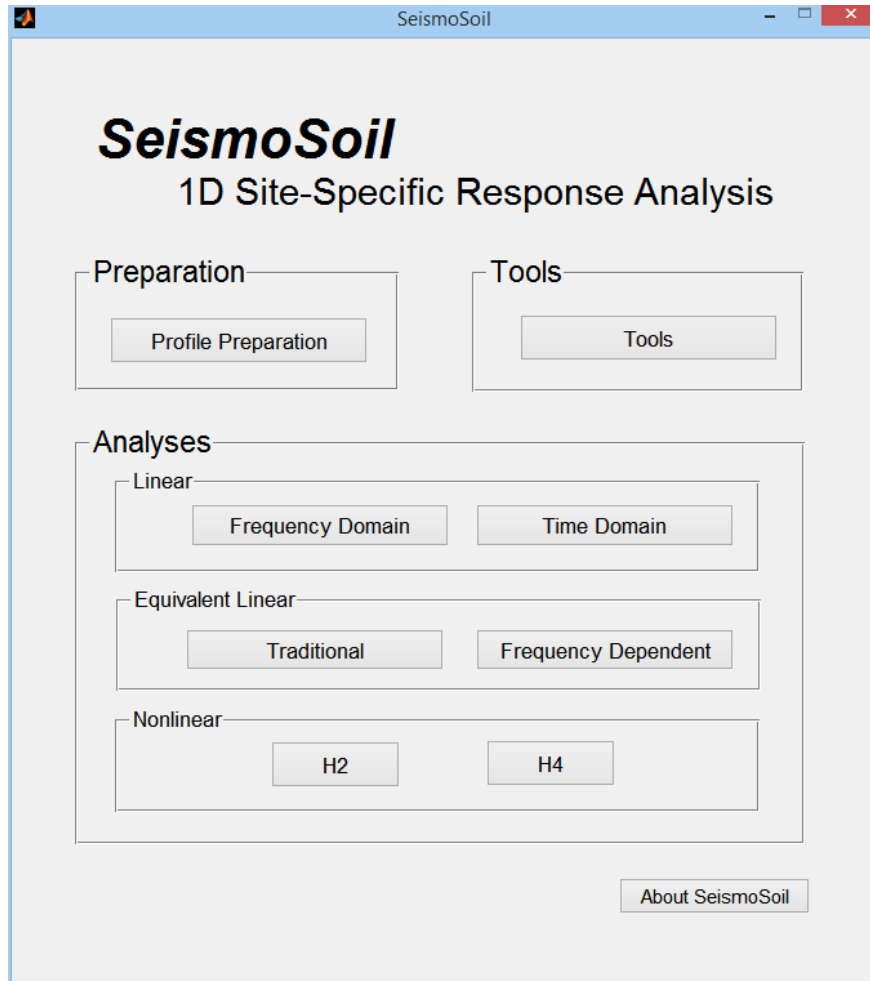 SeismoSoil
SeismoSoil
1D Site-Specific Response Analysis
Preparation
Profile Preparation
Tools
Tools
Analyses
Linear
Frequency Domain
Time Domain
Equivalent Linear
Traditional
Frequency Dependent
Nonlinear
H2
H4
About SeismoSoil